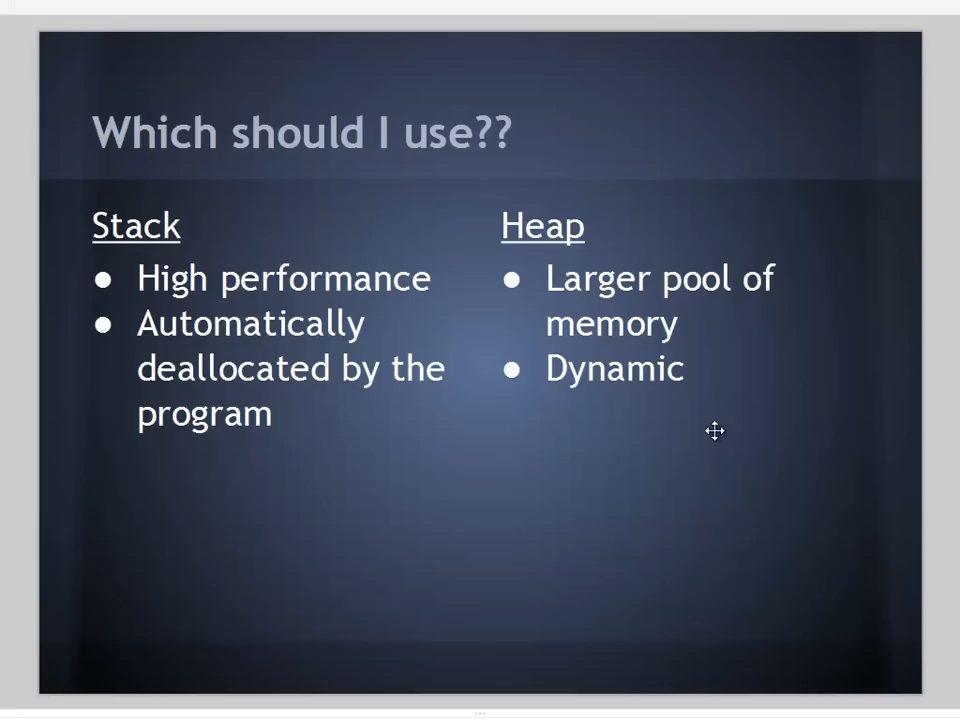 Which should I use??
Stack
● High performance
● Automatically
deallocated by the
program
Heap
● Larger pool of
memory
● Dynamic